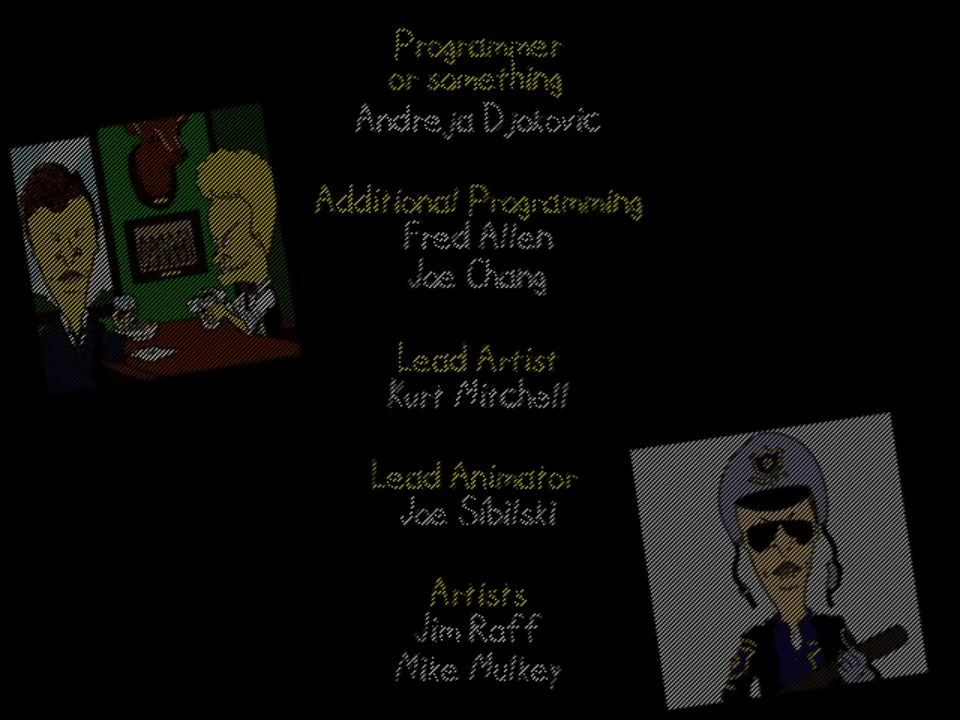 Programmer
or something
Andreja Djokovic
Additional Programming
Fred Allen
Joe Chang
Lead Artist
Kurt Mitchell
Lead Animator
Joe Sibilski
Artists
Jim Raff
Mike Mulkey